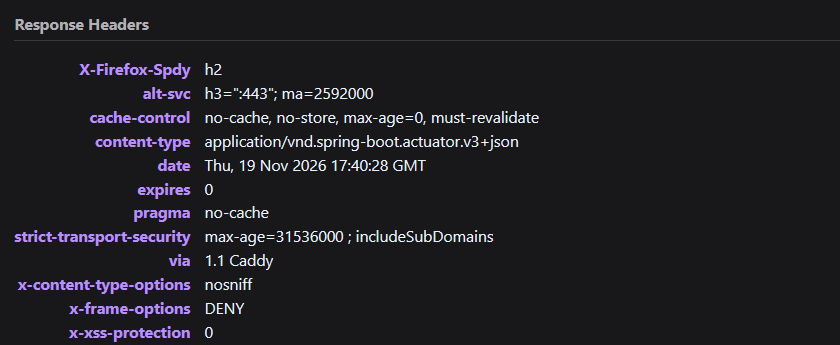 Response Headers
X-Firefox-Spdy h2
alt-svc h3=":443"; ma=2592000
cache-control no-cache, no-store, max-age=0, must-revalidate
content-type application/vnd.spring-boot.actuator.v3+json
date Thu, 19 Nov 2026 17:40:28 GMT
expires 0
pragma no-cache
strict-transport-security max-age=31536000 ; includeSubDomains
via 1.1 Caddy
x-content-type-options nosniff
x-frame-options DENY
x-xss-protection 0